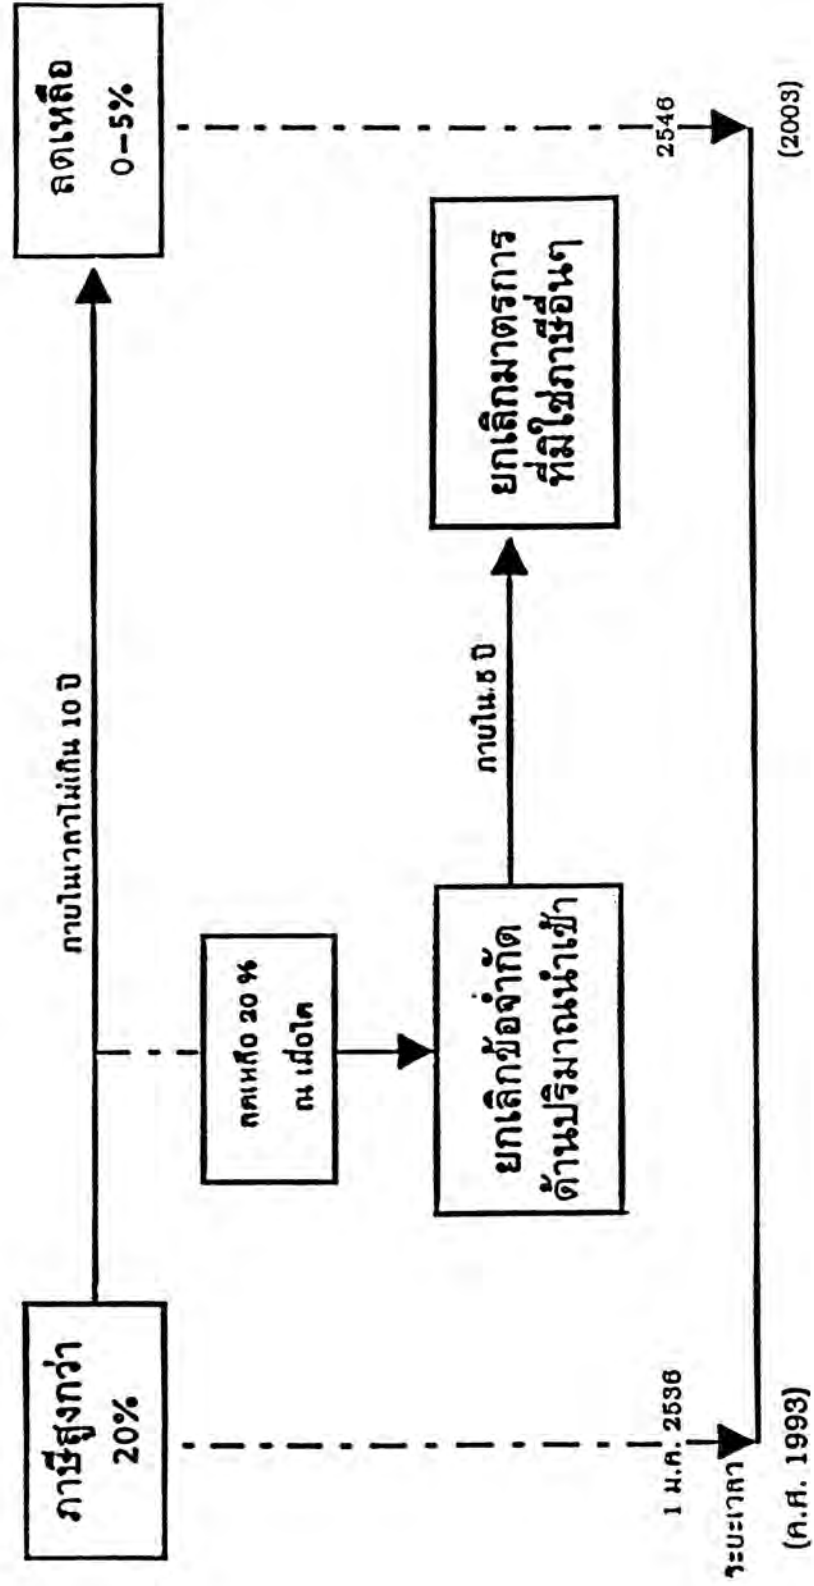 ภาษีสูงกว่า
20%
ภายในเวลาไม่เกิน 10 ปี
ลดเหลือ
0-5%
ลดเหลือ 20 %
ณ เมื่อใด
ยกเลิกข้อจำกัด
ด้านปริมาณนำเข้า
ภายใน 5 ปี
ยกเลิกมาตรการ
ที่มิใช่ภาษีอื่นๆ
1 ม.ค. 2536
2546
ระยะเวลา
(ค.ศ. 1993)
(2003)